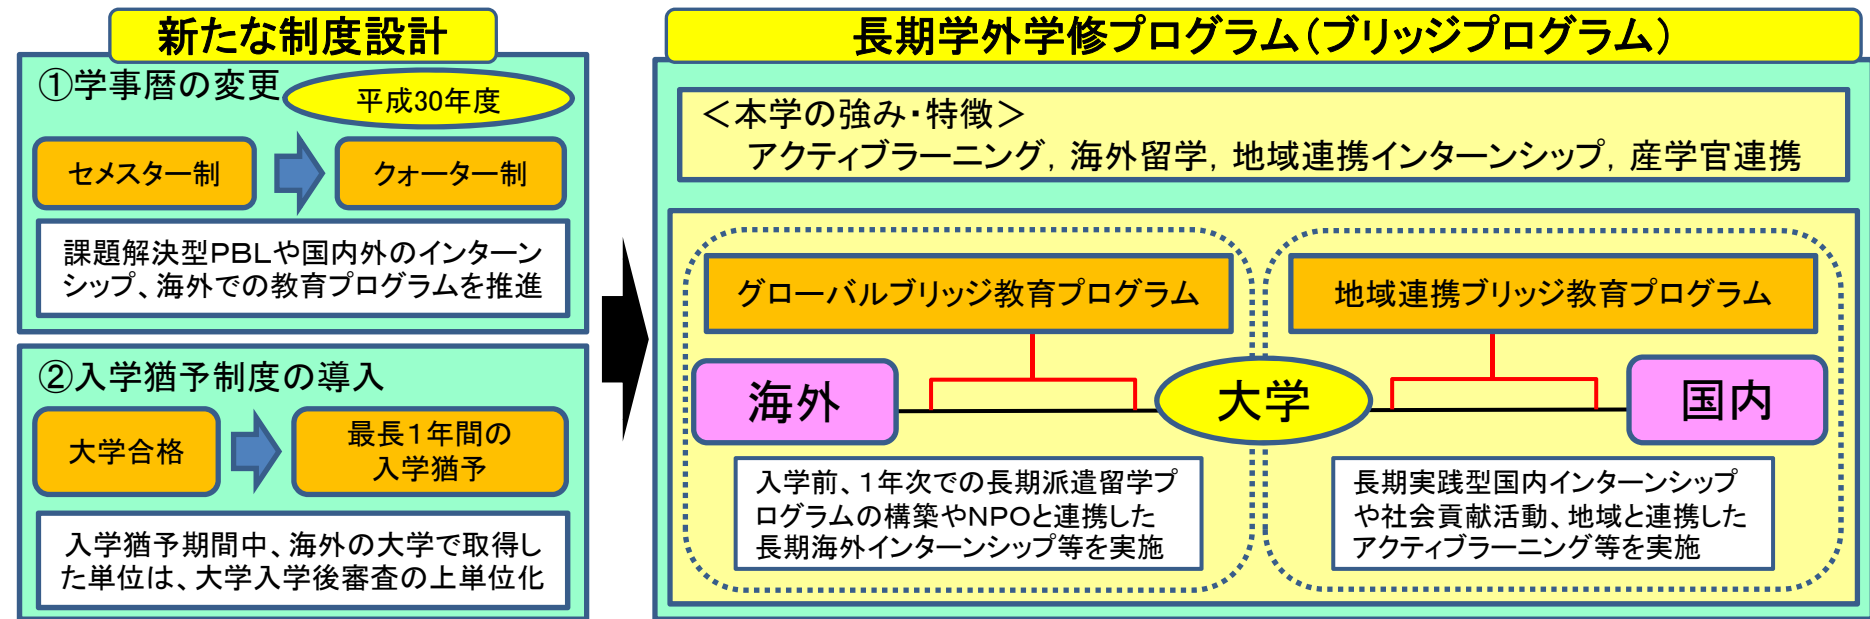 新たな制度設計
①学事暦の変更
平成30年度
セメスター制
クォーター制
課題解決型PBLや国内外のインターン
シップ、海外での教育プログラムを推進
②入学猶予制度の導入
大学合格
最長1年間の
入学猶予
入学猶予期間中、海外の大学で取得し
た単位は、大学入学後審査の上単位化
長期学外学修プログラム(ブリッジプログラム)
＜本学の強み・特徴＞
アクティブラーニング，海外留学，地域連携インターンシップ，産学官連携
グローバルブリッジ教育プログラム
地域連携ブリッジ教育プログラム
海外
大学
国内
入学前、1年次での長期派遣留学プ
ログラムの構築やNPOと連携した
長期海外インターンシップ等を実施
長期実践型国内インターンシップ
や社会貢献活動、地域と連携した
アクティブラーニング等を実施